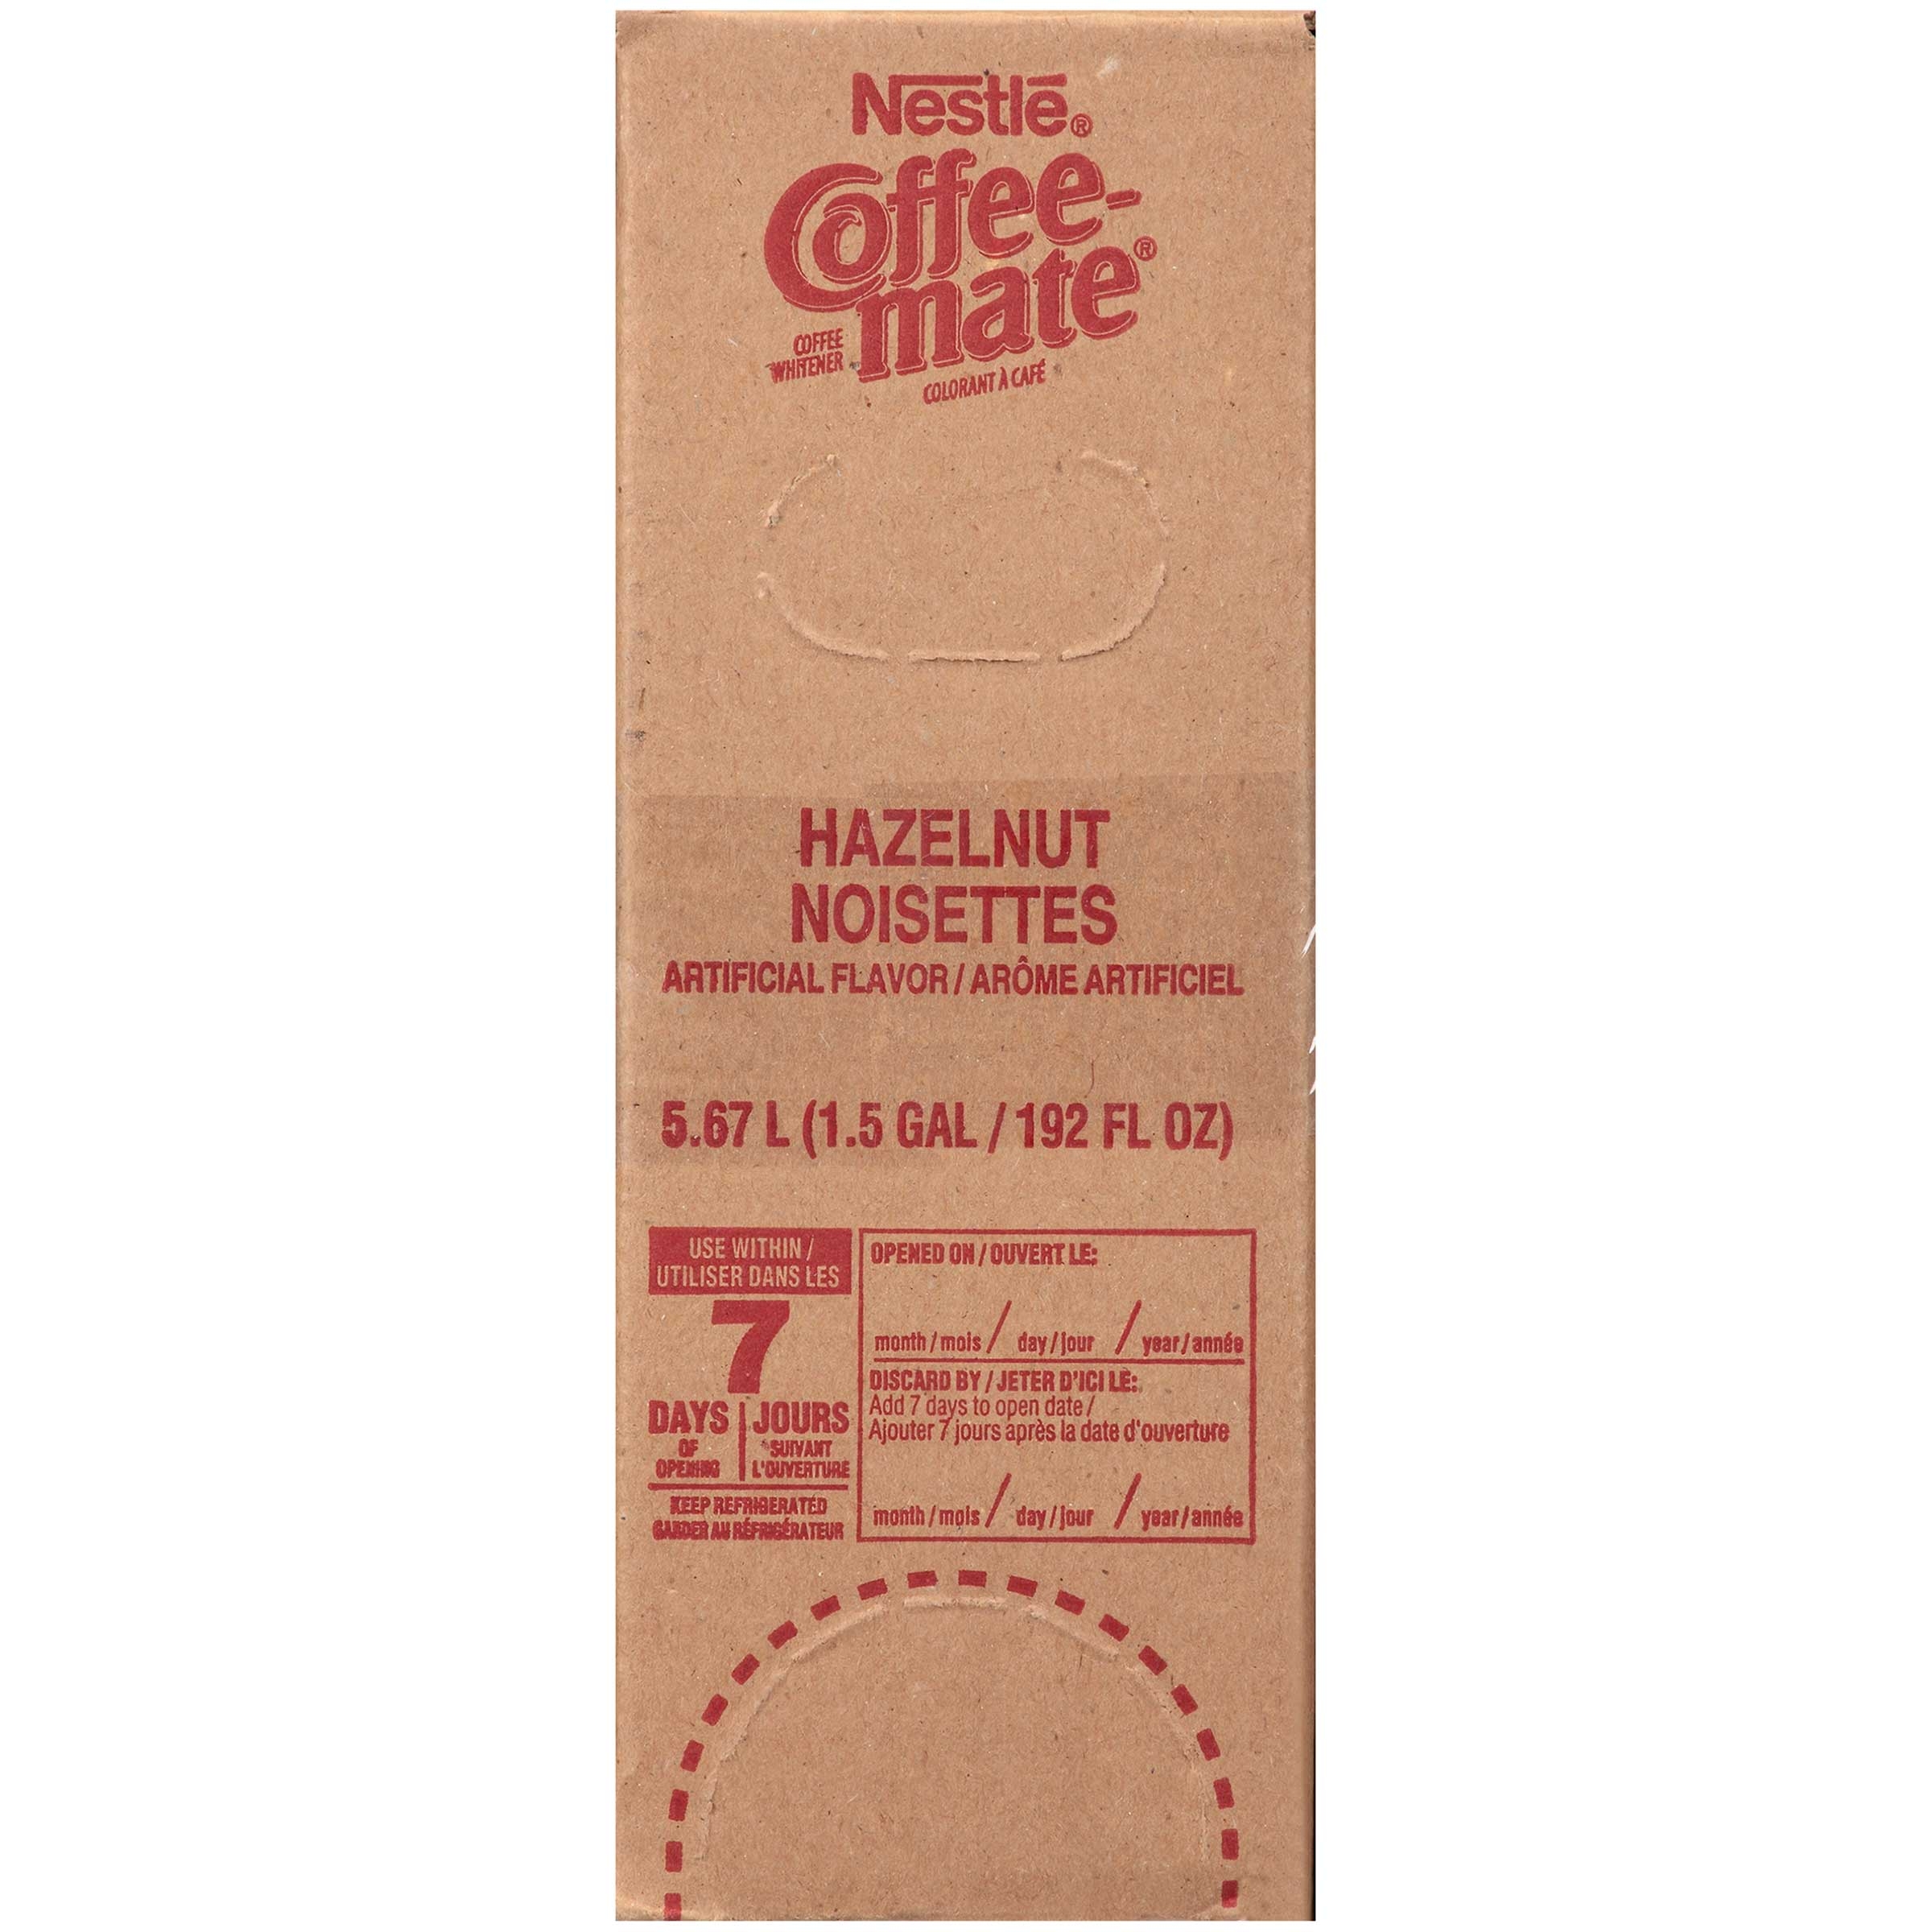 Nestlē®
Coffee-
mate®
COFFEE
WHITENER
COLORANT À CAFÉ
HAZELNUT
NOISETTES
ARTIFICIAL FLAVOR / ARÔME ARTIFICIEL
5.67 L (1.5 GAL / 192 FL OZ)
USE WITHIN /
UTILISER DANS LES
7
DAYS | JOURS
OF
OPENING
SUIVANT
L'OUVERTURE
KEEP REFRIGERATED
GARDER AU RÉFRIGÉRATEUR
OPENED ON / OUVERT LE:
month / mois / day / jour / year / année
DISCARD BY / JETER D'ICI LE:
Add 7 days to open date /
Ajouter 7 jours après la date d'ouverture
month / mois / day / jour / year / année